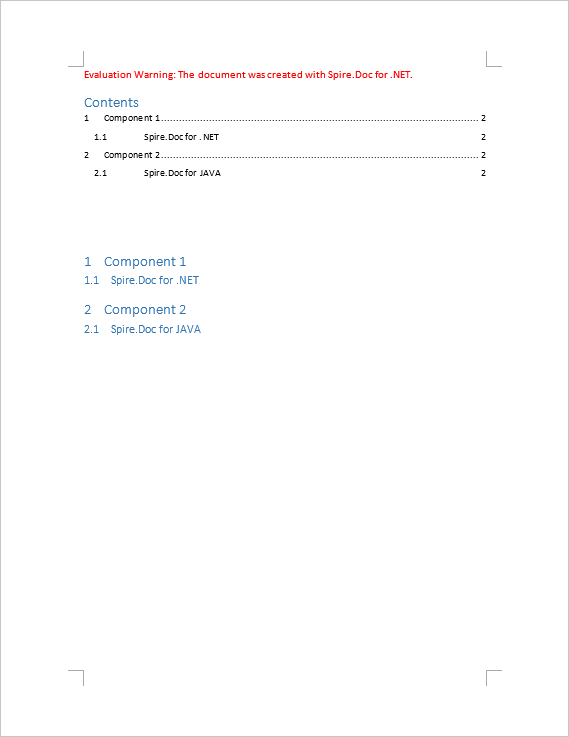 Evaluation Warning: The document was created with Spire.Doc for .NET.
Contents
1 Component 1........................................................................................................ 2
1.1 Spire.Doc for .NET 2
2 Component 2........................................................................................................ 2
2.1 Spire.Doc for JAVA 2
1 Component 1
1.1 Spire.Doc for .NET
2 Component 2
2.1 Spire.Doc for JAVA